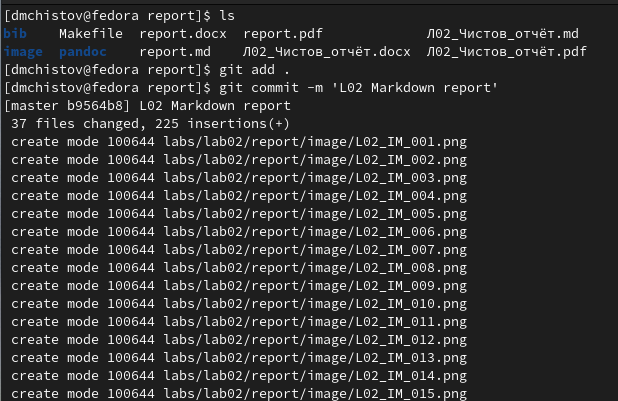 [dmchistov@fedora report]$ ls
bib    Makefile  report.docx  report.pdf             Л02_Чистов_отчёт.md
image  pandoc    report.md    Л02_Чистов_отчёт.docx  Л02_Чистов_отчёт.pdf
[dmchistov@fedora report]$ git add .
[dmchistov@fedora report]$ git commit -m 'L02 Markdown report'
[master b9564b8] L02 Markdown report
 37 files changed, 225 insertions(+)
 create mode 100644 labs/lab02/report/image/L02_IM_001.png
 create mode 100644 labs/lab02/report/image/L02_IM_002.png
 create mode 100644 labs/lab02/report/image/L02_IM_003.png
 create mode 100644 labs/lab02/report/image/L02_IM_004.png
 create mode 100644 labs/lab02/report/image/L02_IM_005.png
 create mode 100644 labs/lab02/report/image/L02_IM_006.png
 create mode 100644 labs/lab02/report/image/L02_IM_007.png
 create mode 100644 labs/lab02/report/image/L02_IM_008.png
 create mode 100644 labs/lab02/report/image/L02_IM_009.png
 create mode 100644 labs/lab02/report/image/L02_IM_010.png
 create mode 100644 labs/lab02/report/image/L02_IM_011.png
 create mode 100644 labs/lab02/report/image/L02_IM_012.png
 create mode 100644 labs/lab02/report/image/L02_IM_013.png
 create mode 100644 labs/lab02/report/image/L02_IM_014.png
 create mode 100644 labs/lab02/report/image/L02_IM_015.png